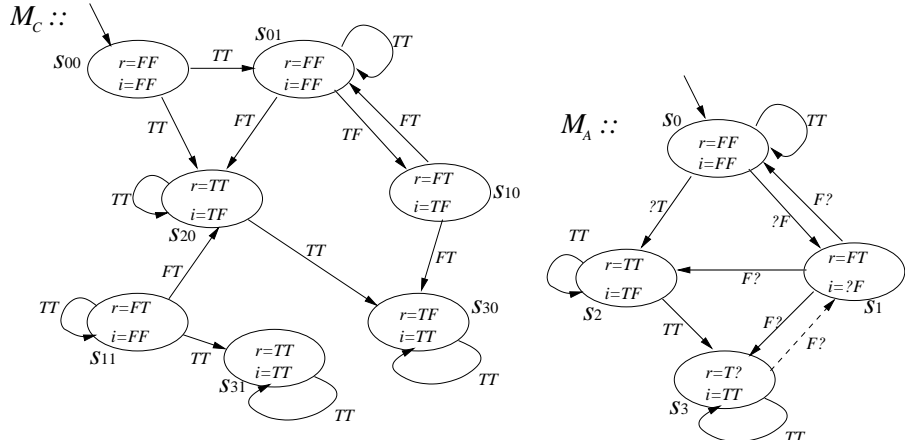 M_C ::
S00
r=FF
i=FF
TT
S01
r=FF
i=FF
TT
TT
FT
TF
FT
TT
r=TT
i=TF
S20
r=FT
i=TF
S10
FT
TT
FT
TT
r=FT
i=FF
S11
TT
r=TT
i=TT
S31
TT
r=TF
i=TT
S30
TT
M_A ::
S0
r=FF
i=FF
TT
?T
?F
F?
TT
r=TT
i=TF
S2
F?
r=FT
i=?F
S1
TT
F?
F?
r=T?
i=TT
S3
TT